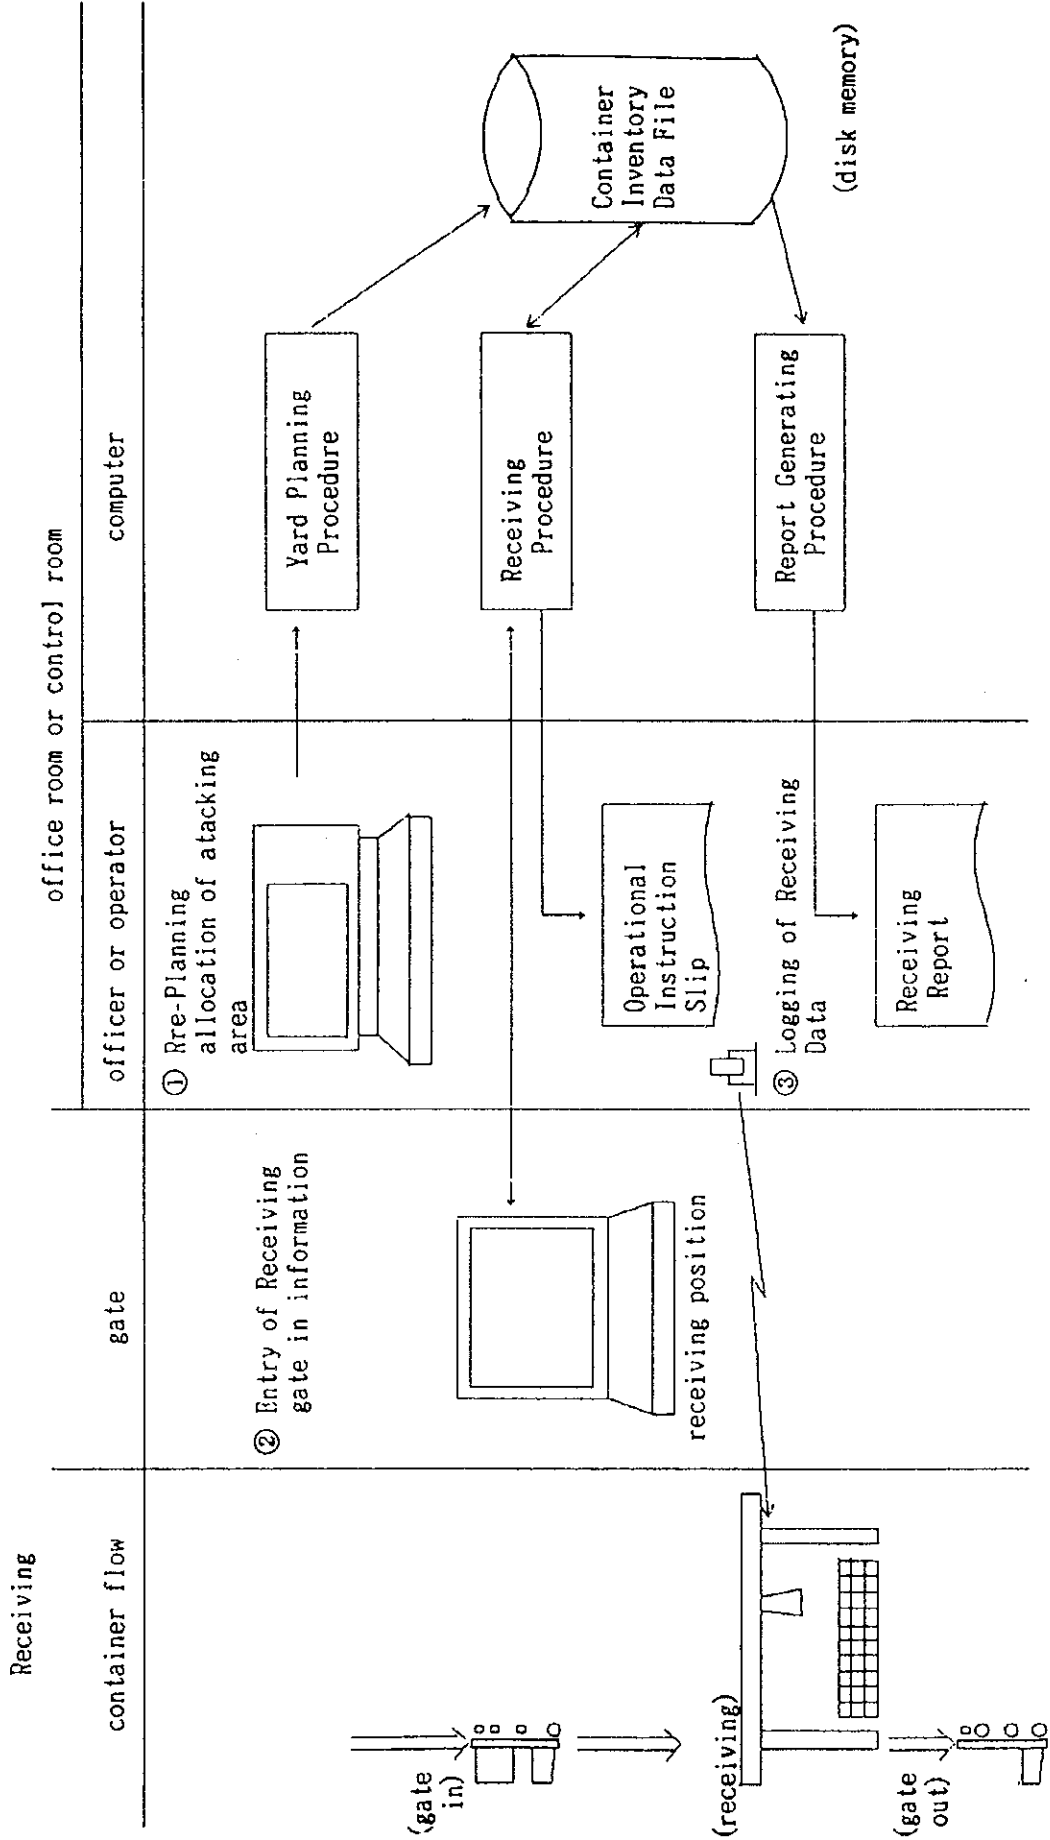 Receiving
office room or control room
container flow
gate
officer or operator
computer
① Rre-Planning
allocation of atacking
area
② Entry of Receiving
gate in information
Yard Planning
Procedure
(gate
in)
Receiving
Procedure
Container
Inventory
Data File
receiving position
Operational
Instruction
Slip
(receiving)
③ Logging of Receiving
Data
Report Generating
Procedure
(disk memory)
(gate
out)
Receiving
Report